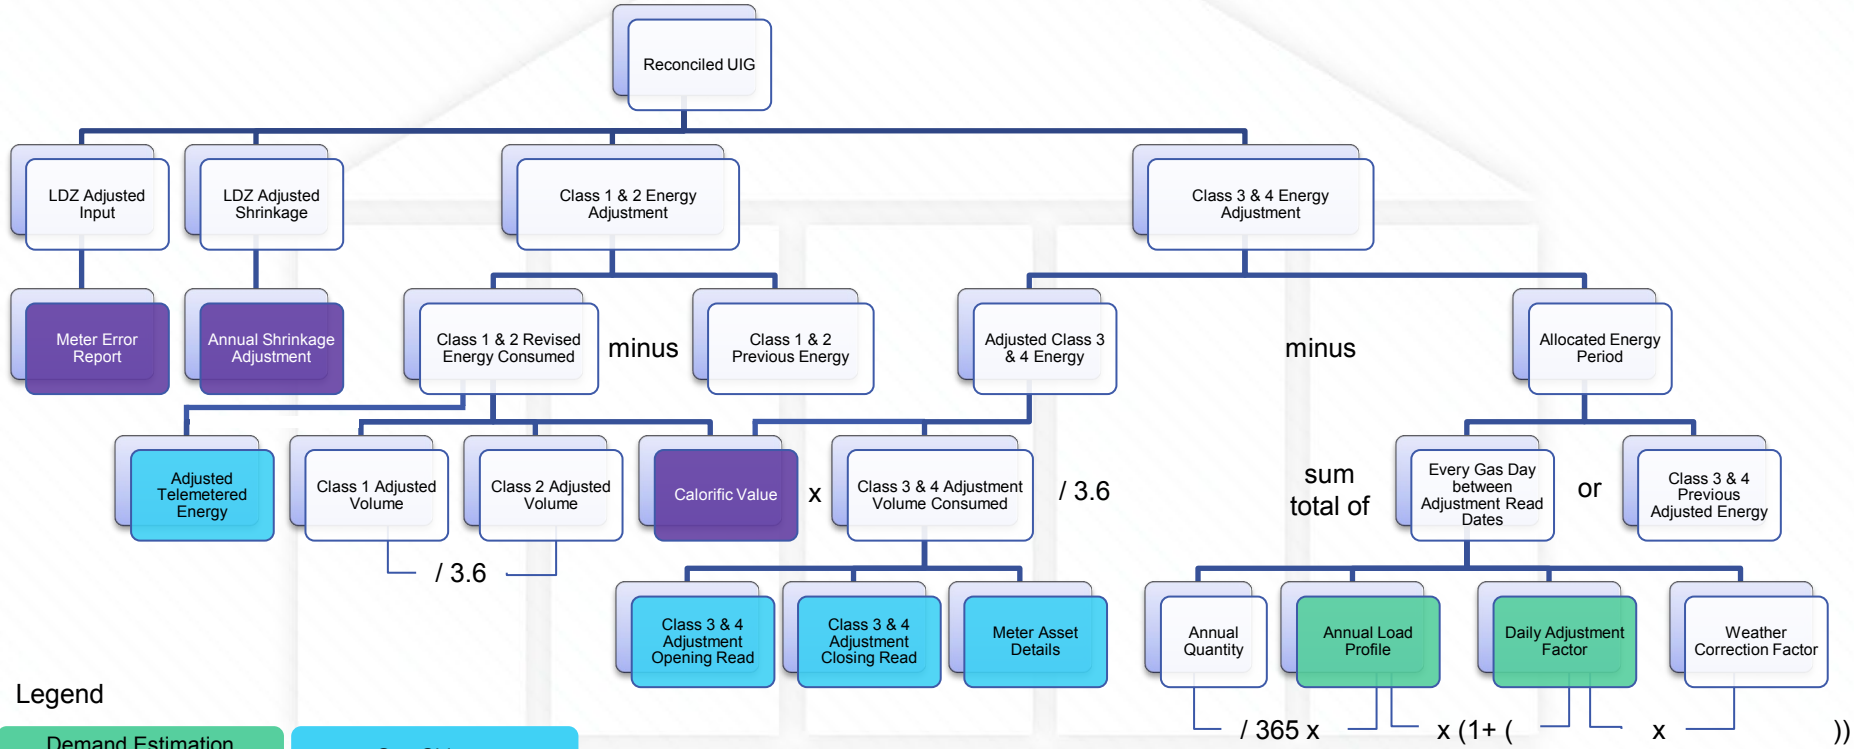 Reconciled UIG
LDZ Adjusted
Input
LDZ Adjusted
Shrinkage
Class 1 & 2 Energy
Adjustment
Class 3 & 4 Energy
Adjustment
Meter Error
Report
Annual Shrinkage
Adjustment
Class 1 & 2 Revised
Energy Consumed
minus
Class 1 & 2
Previous Energy
Adjusted Class 3
& 4 Energy
minus
Allocated Energy
Period
Adjusted
Telemetered
Energy
Class 1 Adjusted
Volume
Class 2 Adjusted
Volume
/ 3.6
Calorific Value
x
Class 3 & 4 Adjustment
Volume Consumed
/ 3.6
sum
total of
Every Gas Day
between
Adjustment Read
Dates
or
Class 3 & 4
Previous
Adjusted Energy
Class 3 & 4
Adjustment
Opening Read
Class 3 & 4
Adjustment
Closing Read
Meter Asset
Details
Annual
Quantity
Annual Load
Profile
Daily Adjustment
Factor
Weather
Correction Factor
/ 365 x
x (1+ (
x
))
Legend
Demand Estimation